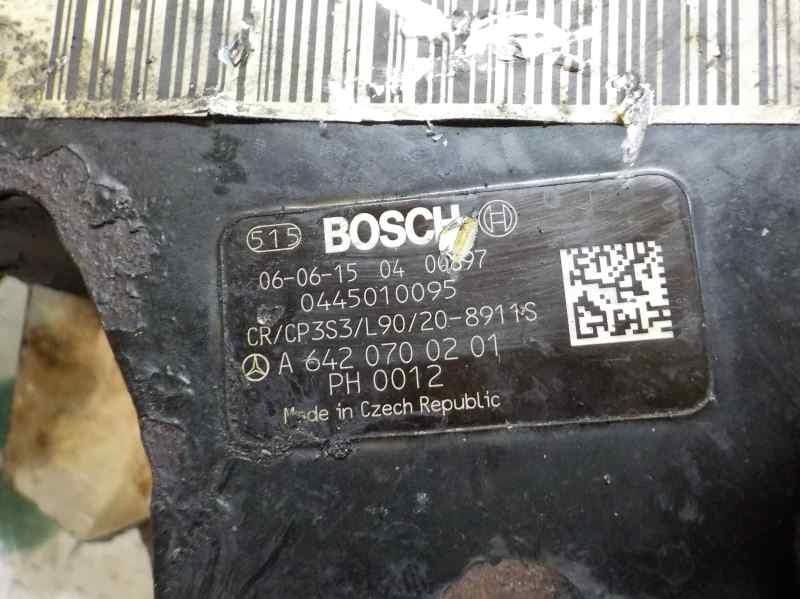 515 BOSCH H
06-06-15 04 00897
0445010095
CR/CP3S3/L90/20-8911S
A 642 070 02 01
PH 0012
Made in Czech Republic